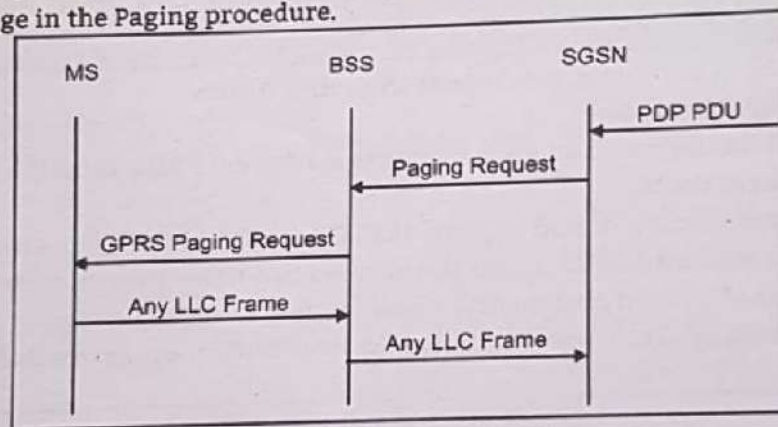 ge in the Paging procedure.
MS BSS SGSN
PDP PDU
Paging Request
GPRS Paging Request
Any LLC Frame
Any LLC Frame